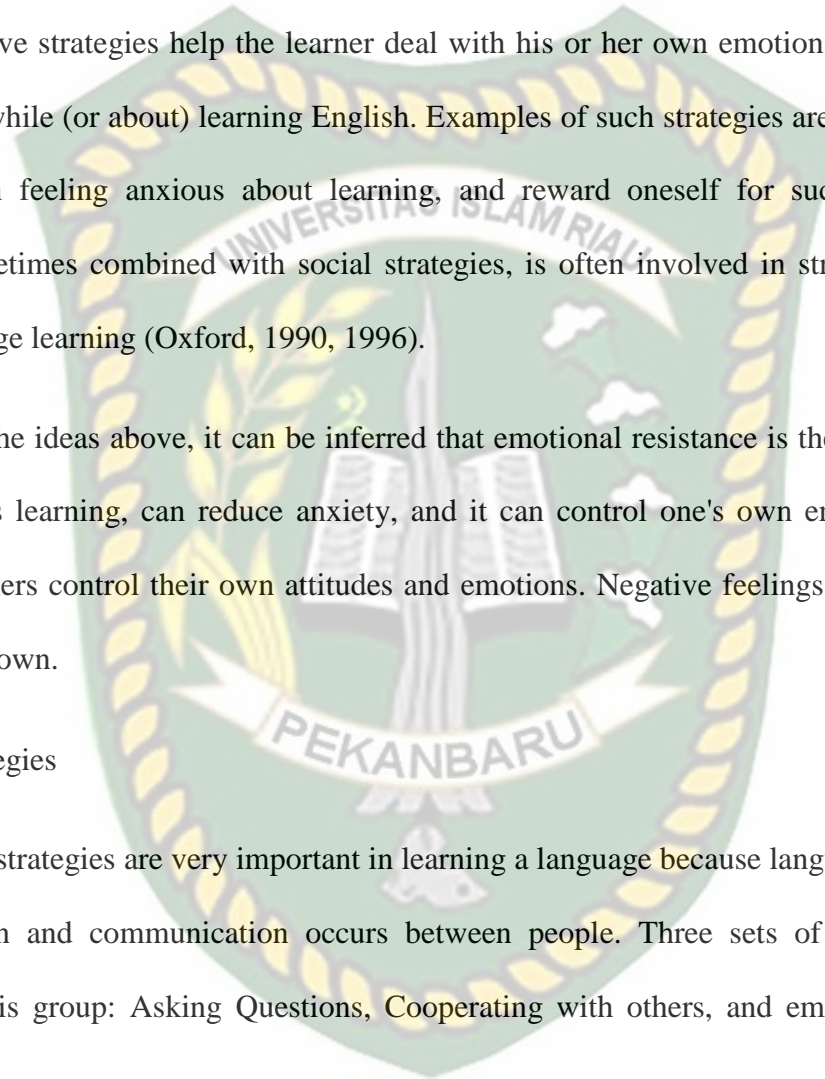 ve strategies help the learner deal with his or her own emotion
while (or about) learning English. Examples of such strategies are
feeling anxious about learning, and reward oneself for suc
etimes combined with social strategies, is often involved in str
ge learning (Oxford, 1990, 1996).
he ideas above, it can be inferred that emotional resistance is the
s learning, can reduce anxiety, and it can control one's own e
ers control their own attitudes and emotions. Negative feelings
own.
egies
strategies are very important in learning a language because lang
n and communication occurs between people. Three sets of
is group: Asking Questions, Cooperating with others, and em
UNIVERSITAS ISLAM RIAU
PEKANBARU